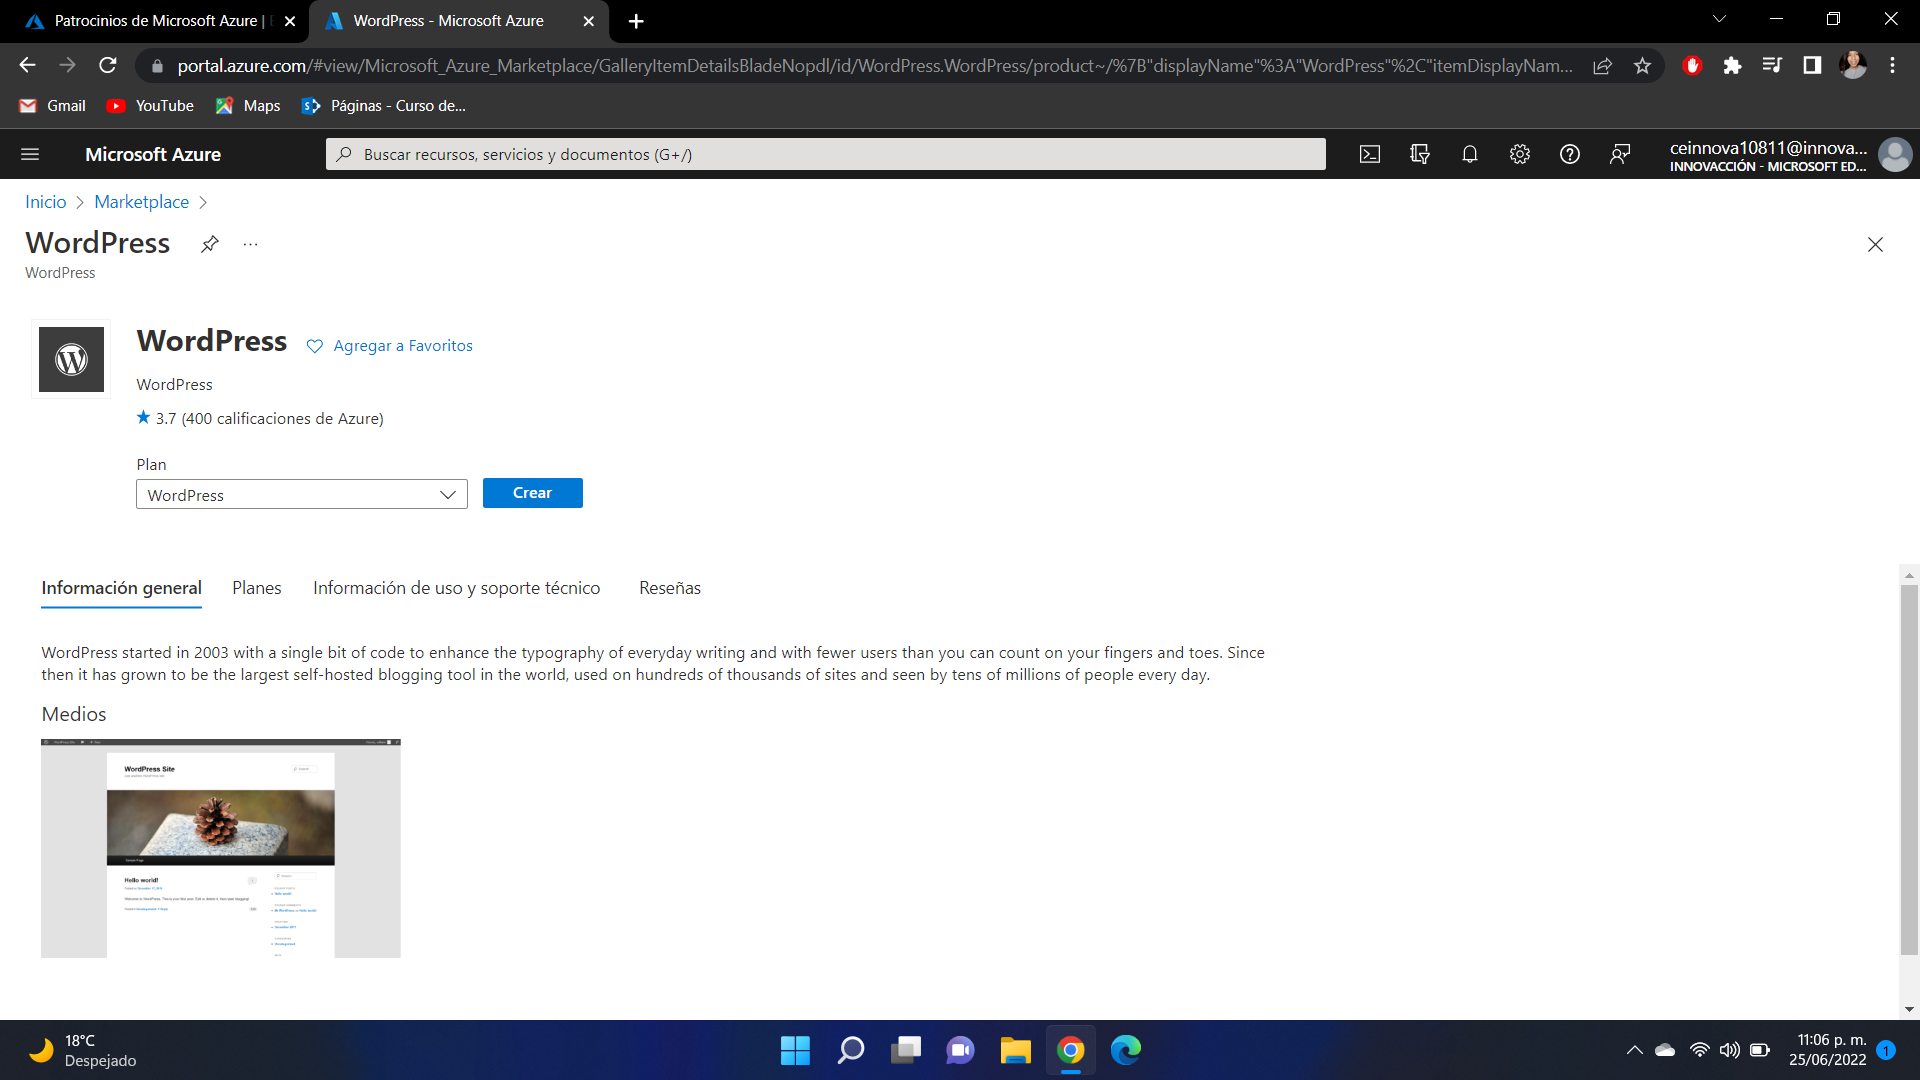 Patrocinios de Microsoft Azure |
WordPress - Microsoft Azure
portal.azure.com/#view/Microsoft_Azure_Marketplace/GalleryItemDetailsBladeNopdl/id/WordPress.WordPress/product~/%7B"displayName"%3A"WordPress"%2C"itemDisplayNam...
Gmail
YouTube
Maps
Páginas - Curso de...
Microsoft Azure
Buscar recursos, servicios y documentos (G+/)
ceinnova10811@innova...
INNOVACCIÓN - MICROSOFT ED...
Inicio > Marketplace >
WordPress
...
WordPress
WordPress
Agregar a Favoritos
WordPress
3.7 (400 calificaciones de Azure)
Plan
WordPress
Crear
Información general
Planes
Información de uso y soporte técnico
Reseñas
WordPress started in 2003 with a single bit of code to enhance the typography of everyday writing and with fewer users than you can count on your fingers and toes. Since
then it has grown to be the largest self-hosted blogging tool in the world, used on hundreds of thousands of sites and seen by tens of millions of people every day.
Medios
WordPress Site
Hello world!
18°C
Despejado
11:06 p. m.
25/06/2022
1